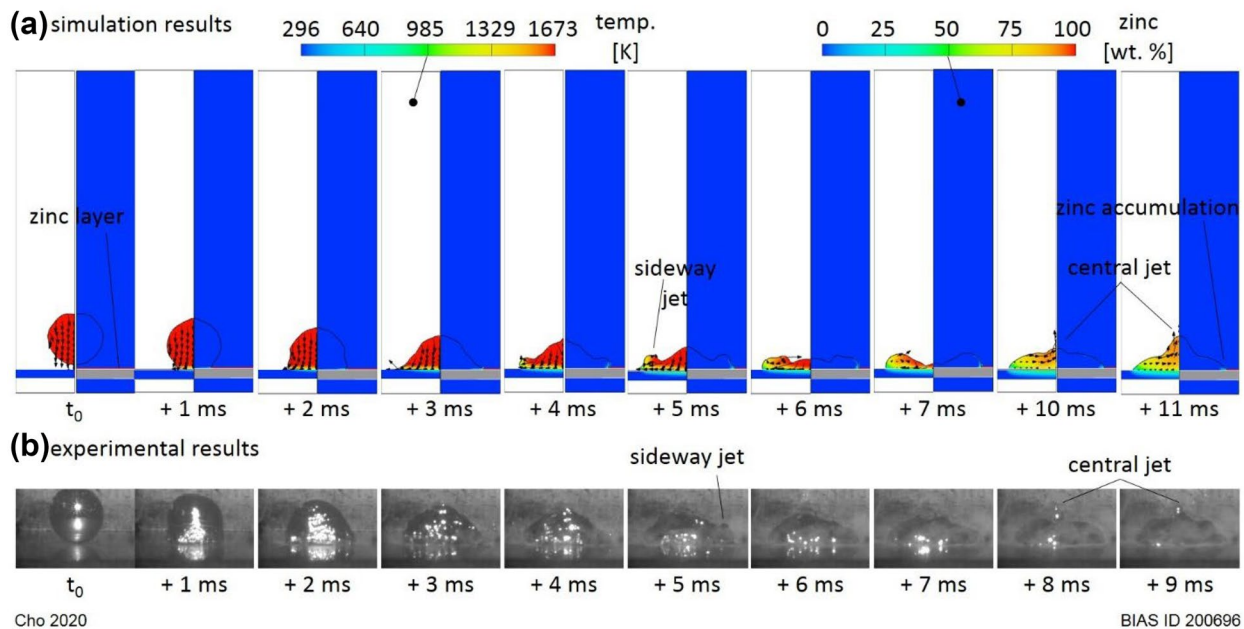 (a) simulation results
296 640 985 1329 1673 temp. [K]
0 25 50 75 100 zinc [wt. %]
zinc layer
sideway jet
zinc accumulation
central jet
t0 + 1 ms + 2 ms + 3 ms + 4 ms + 5 ms + 6 ms + 7 ms + 10 ms + 11 ms
(b) experimental results
sideway jet
central jet
t0 + 1 ms + 2 ms + 3 ms + 4 ms + 5 ms + 6 ms + 7 ms + 8 ms + 9 ms
Cho 2020
BIAS ID 200696